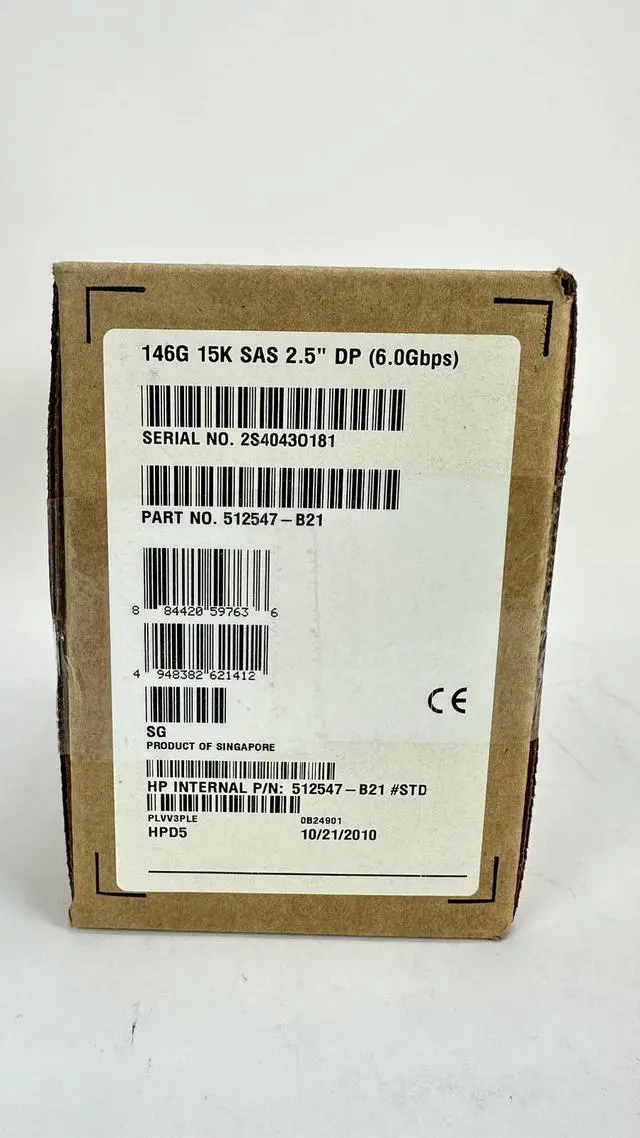 146G 15K SAS 2.5" DP (6.0Gbps)
SERIAL NO. 2S4043O181
PART NO. 512547-B21
8 84420 59763 6
4 948382 621412
CE
SG
PRODUCT OF SINGAPORE
HP INTERNAL P/N: 512547-B21 #STD
PLVV3PLE 0B24901
HPD5 10/21/2010